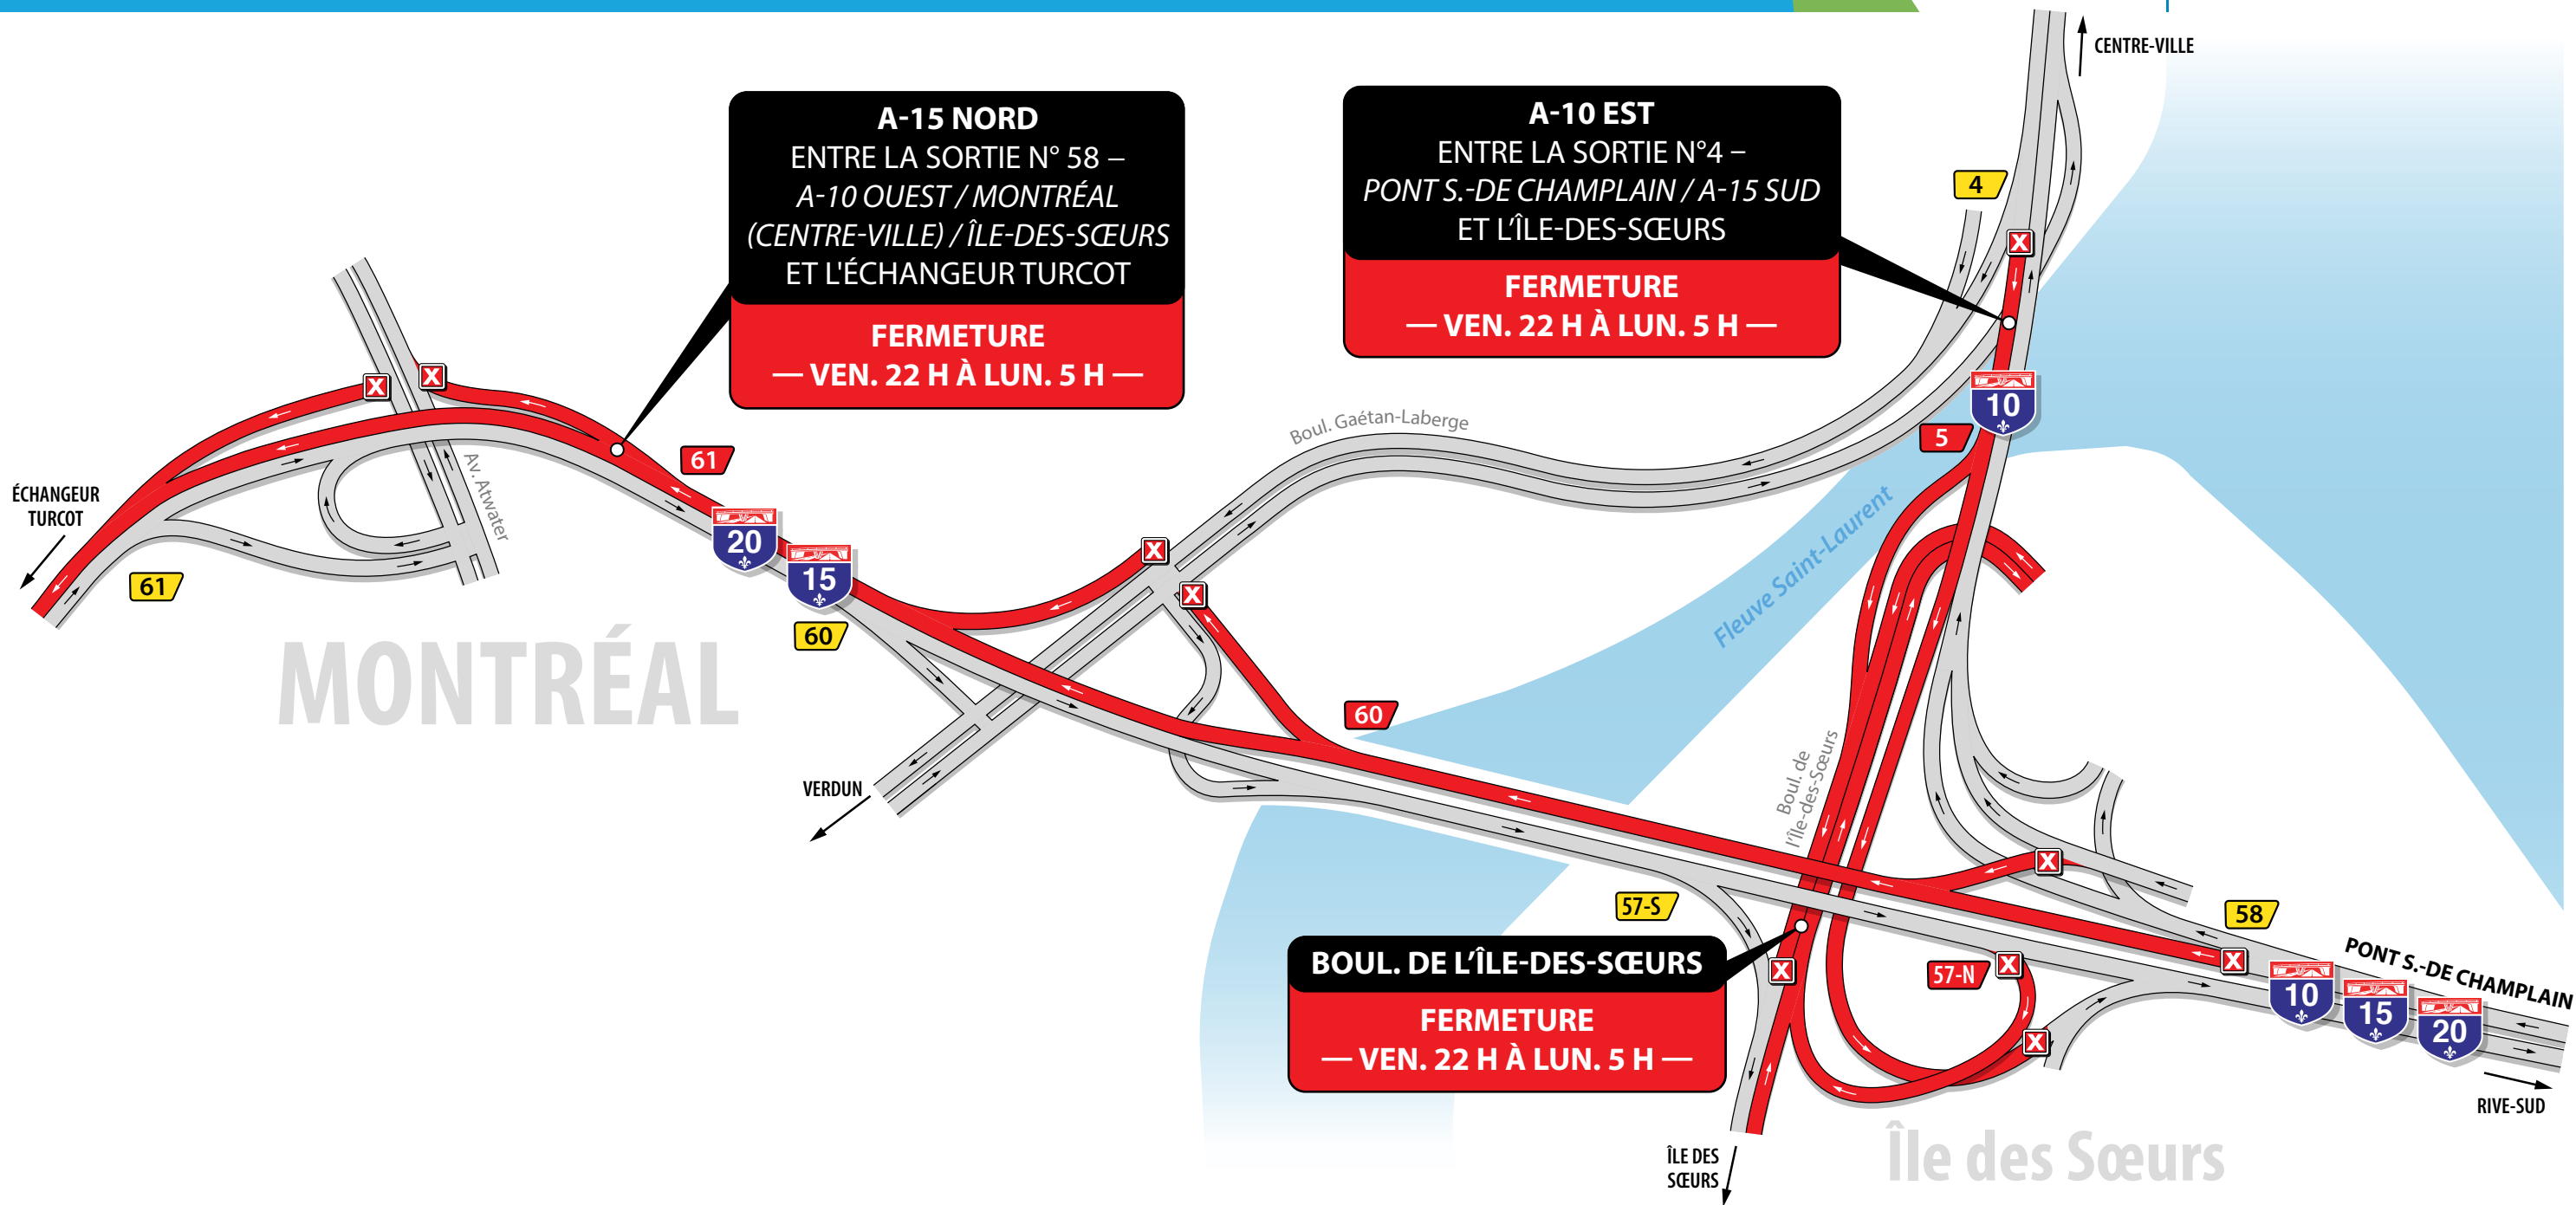 CENTRE-VILLE
A-15 NORD
ENTRE LA SORTIE N° 58 –
A-10 OUEST / MONTRÉAL
(CENTRE-VILLE) / ÎLE-DES-SŒURS
ET L'ÉCHANGEUR TURCOT
FERMETURE
— VEN. 22 H À LUN. 5 H —
A-10 EST
ENTRE LA SORTIE N°4 –
PONT S.-DE CHAMPLAIN / A-15 SUD
ET L’ÎLE-DES-SŒURS
FERMETURE
— VEN. 22 H À LUN. 5 H —
4
X
X
X
10
5
Boul. Gaétan-Laberge
Av. Atwater
61
ÉCHANGEUR
TURCOT
61
20
15
60
X
X
Fleuve Saint-Laurent
MONTRÉAL
60
VERDUN
Boul. de
l'Île-des-Sœurs
X
57-S
58
BOUL. DE L’ÎLE-DES-SŒURS
FERMETURE
— VEN. 22 H À LUN. 5 H —
X
57-N
X
X
X
PONT S.-DE CHAMPLAIN
10
15
20
RIVE-SUD
ÎLE DES
SŒURS
Île des Sœurs